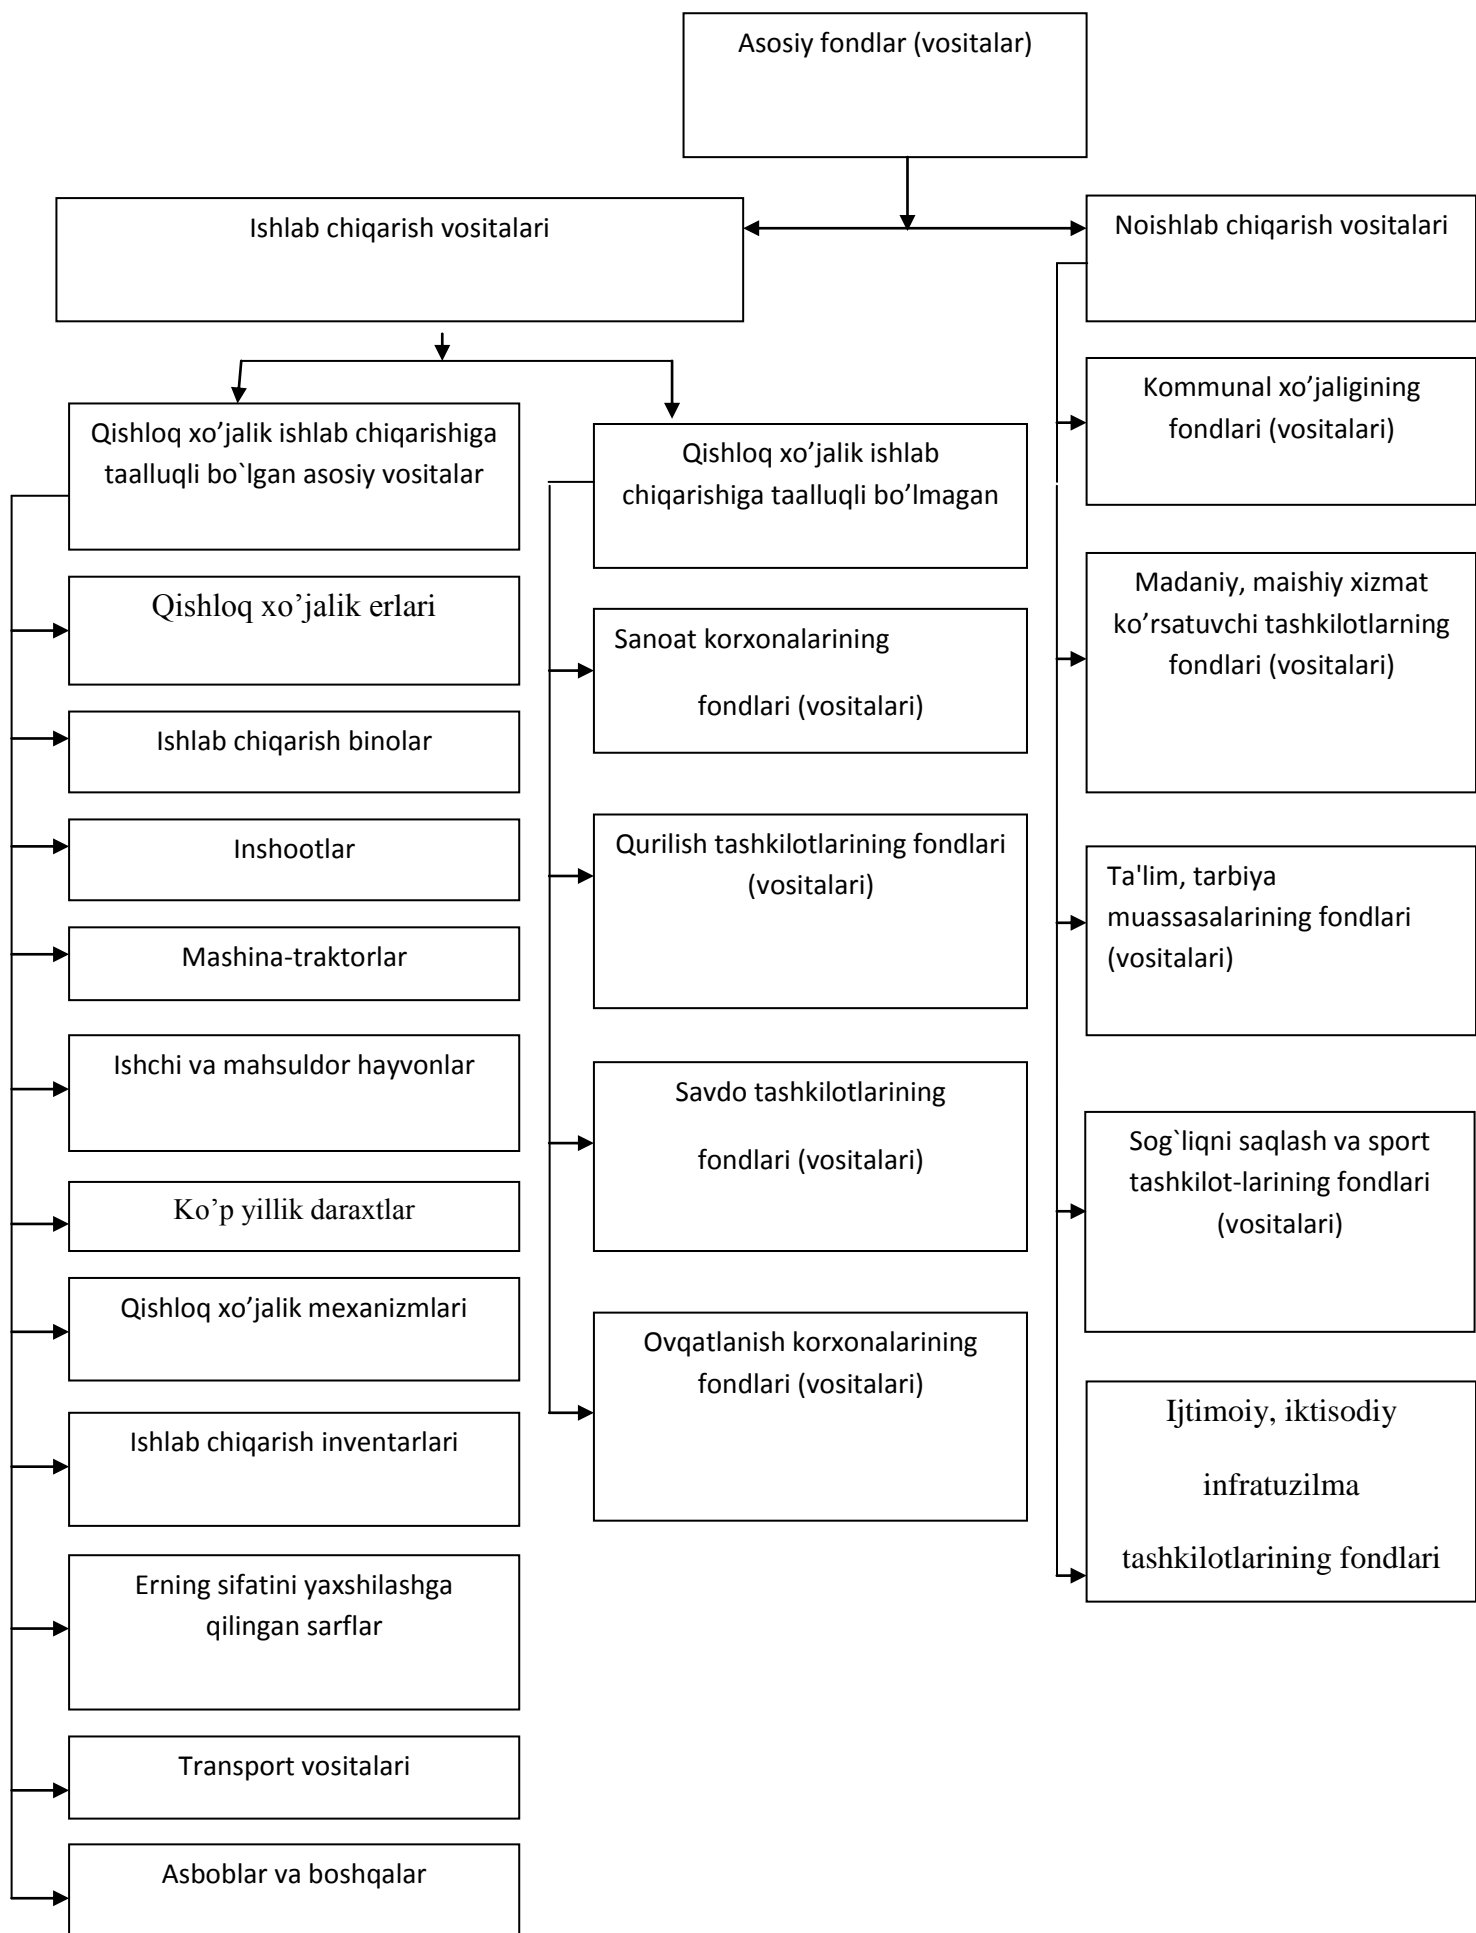 Asosiy fondlar (vositalar)
Ishlab chiqarish vositalari
Noishlab chiqarish vositalari
Qishloq xo’jalik ishlab chiqarishiga
taalluqli bo`lgan asosiy vositalar
Qishloq xo’jalik erlari
Ishlab chiqarish binolar
Inshootlar
Mashina-traktorlar
Ishchi va mahsuldor hayvonlar
Ko’p yillik daraxtlar
Qishloq xo’jalik mexanizmlari
Ishlab chiqarish inventarlari
Erning sifatini yaxshilashga
qilingan sarflar
Transport vositalari
Asboblar va boshqalar
Qishloq xo’jalik ishlab
chiqarishiga taalluqli bo’lmagan
Sanoat korxonalarining
fondlari (vositalari)
Qurilish tashkilotlarining fondlari
(vositalari)
Savdo tashkilotlarining
fondlari (vositalari)
Ovqatlanish korxonalarining
fondlari (vositalari)
Kommunal xo’jaligining
fondlari (vositalari)
Madaniy, maishiy xizmat
ko’rsatuvchi tashkilotlarning
fondlari (vositalari)
Ta'lim, tarbiya
muassasalarining fondlari
(vositalari)
Sog`liqni saqlash va sport
tashkilot-larining fondlari
(vositalari)
Ijtimoiy, iktisodiy
infratuzilma
tashkilotlarining fondlari